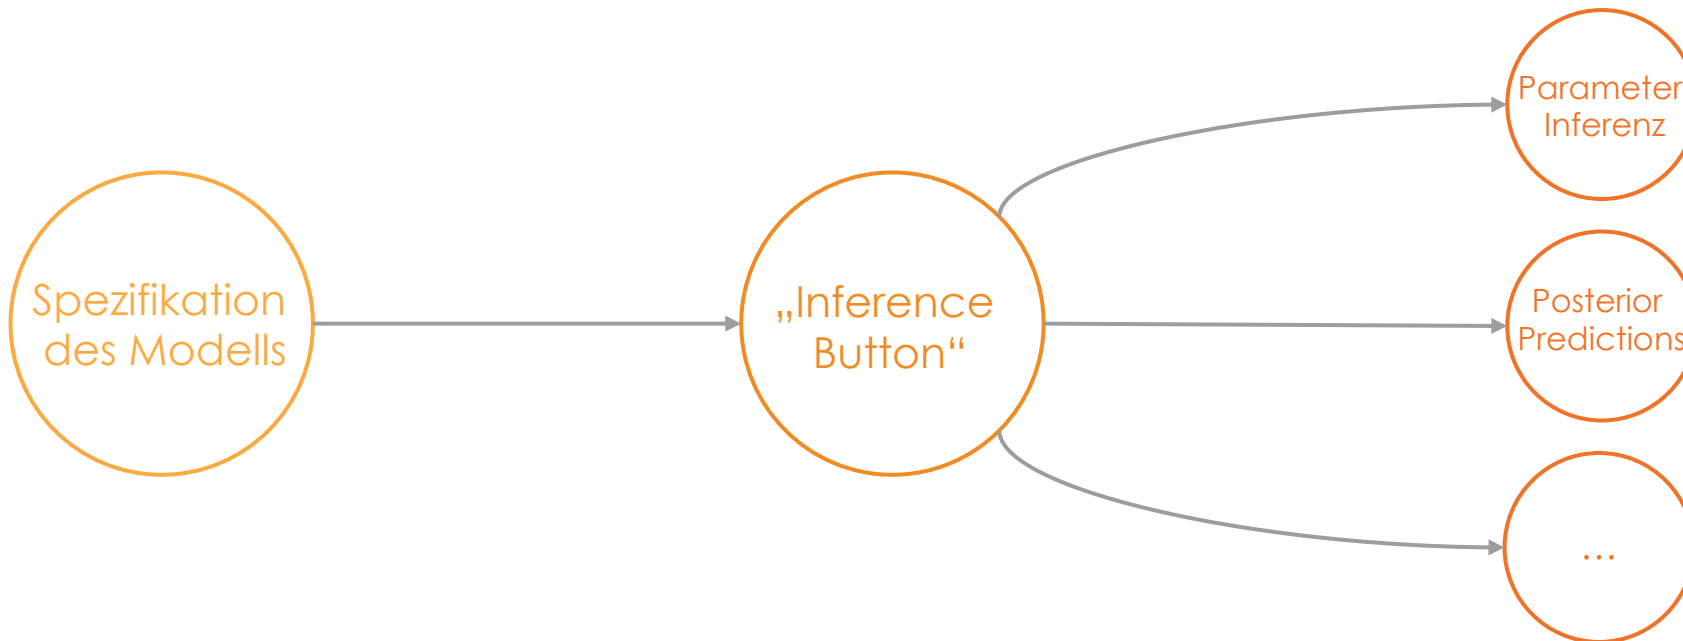 Spezifikation
des Modells
„Inference
Button“
Parameter
Inferenz
Posterior
Predictions
...